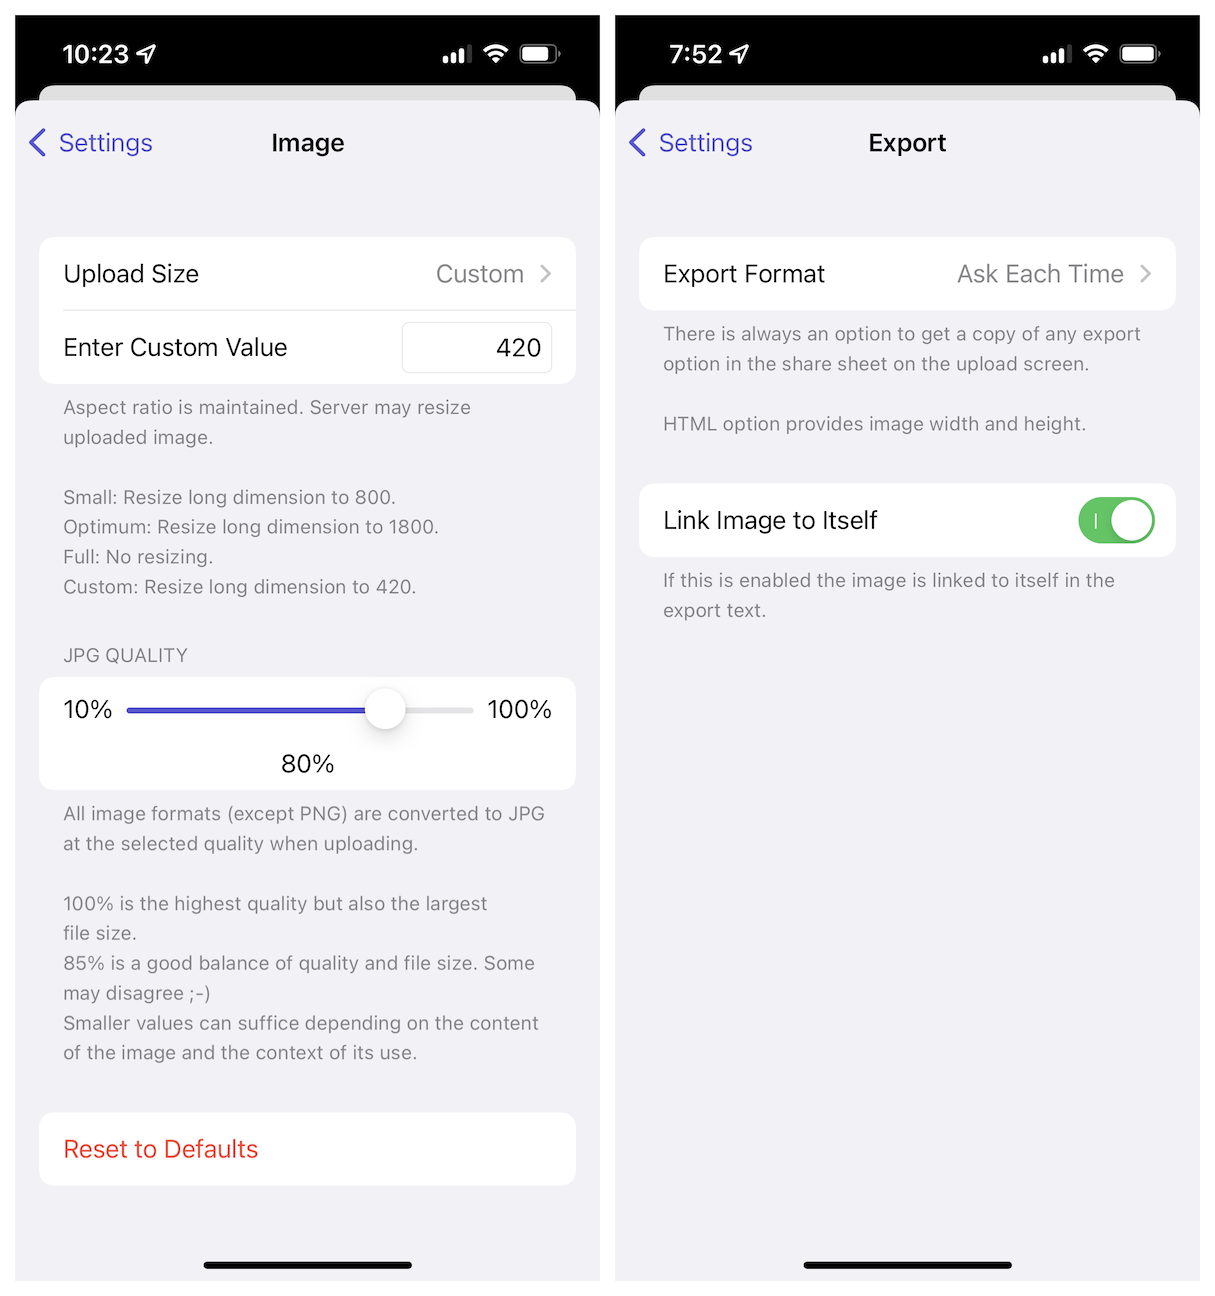 10:23
Settings
Image
Upload Size
Custom
Enter Custom Value
420
Aspect ratio is maintained. Server may resize
uploaded image.
Small: Resize long dimension to 800.
Optimum: Resize long dimension to 1800.
Full: No resizing.
Custom: Resize long dimension to 420.
JPG QUALITY
10%
100%
80%
All image formats (except PNG) are converted to JPG
at the selected quality when uploading.
100% is the highest quality but also the largest
file size.
85% is a good balance of quality and file size. Some
may disagree ;-)
Smaller values can suffice depending on the content
of the image and the context of its use.
Reset to Defaults
7:52
Settings
Export
Export Format
Ask Each Time
There is always an option to get a copy of any export
option in the share sheet on the upload screen.
HTML option provides image width and height.
Link Image to Itself
If this is enabled the image is linked to itself in the
export text.